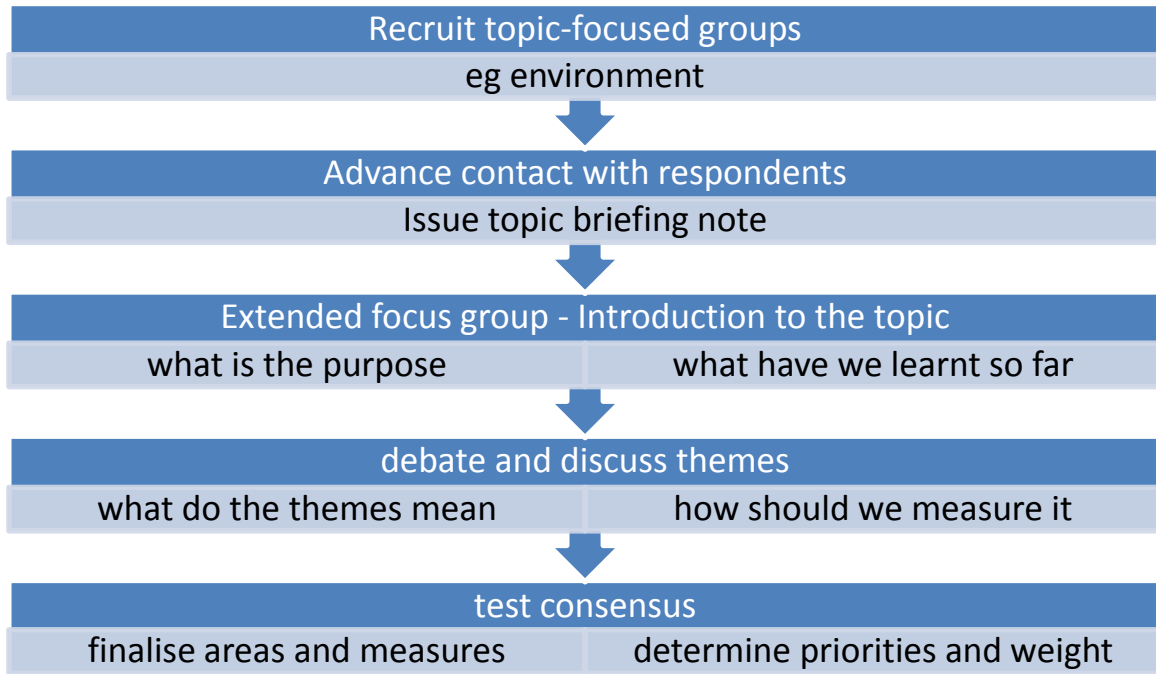 Recruit topic-focused groups
eg environment
Advance contact with respondents
Issue topic briefing note
Extended focus group - Introduction to the topic
what is the purpose
what have we learnt so far
debate and discuss themes
what do the themes mean
how should we measure it
test consensus
finalise areas and measures
determine priorities and weight